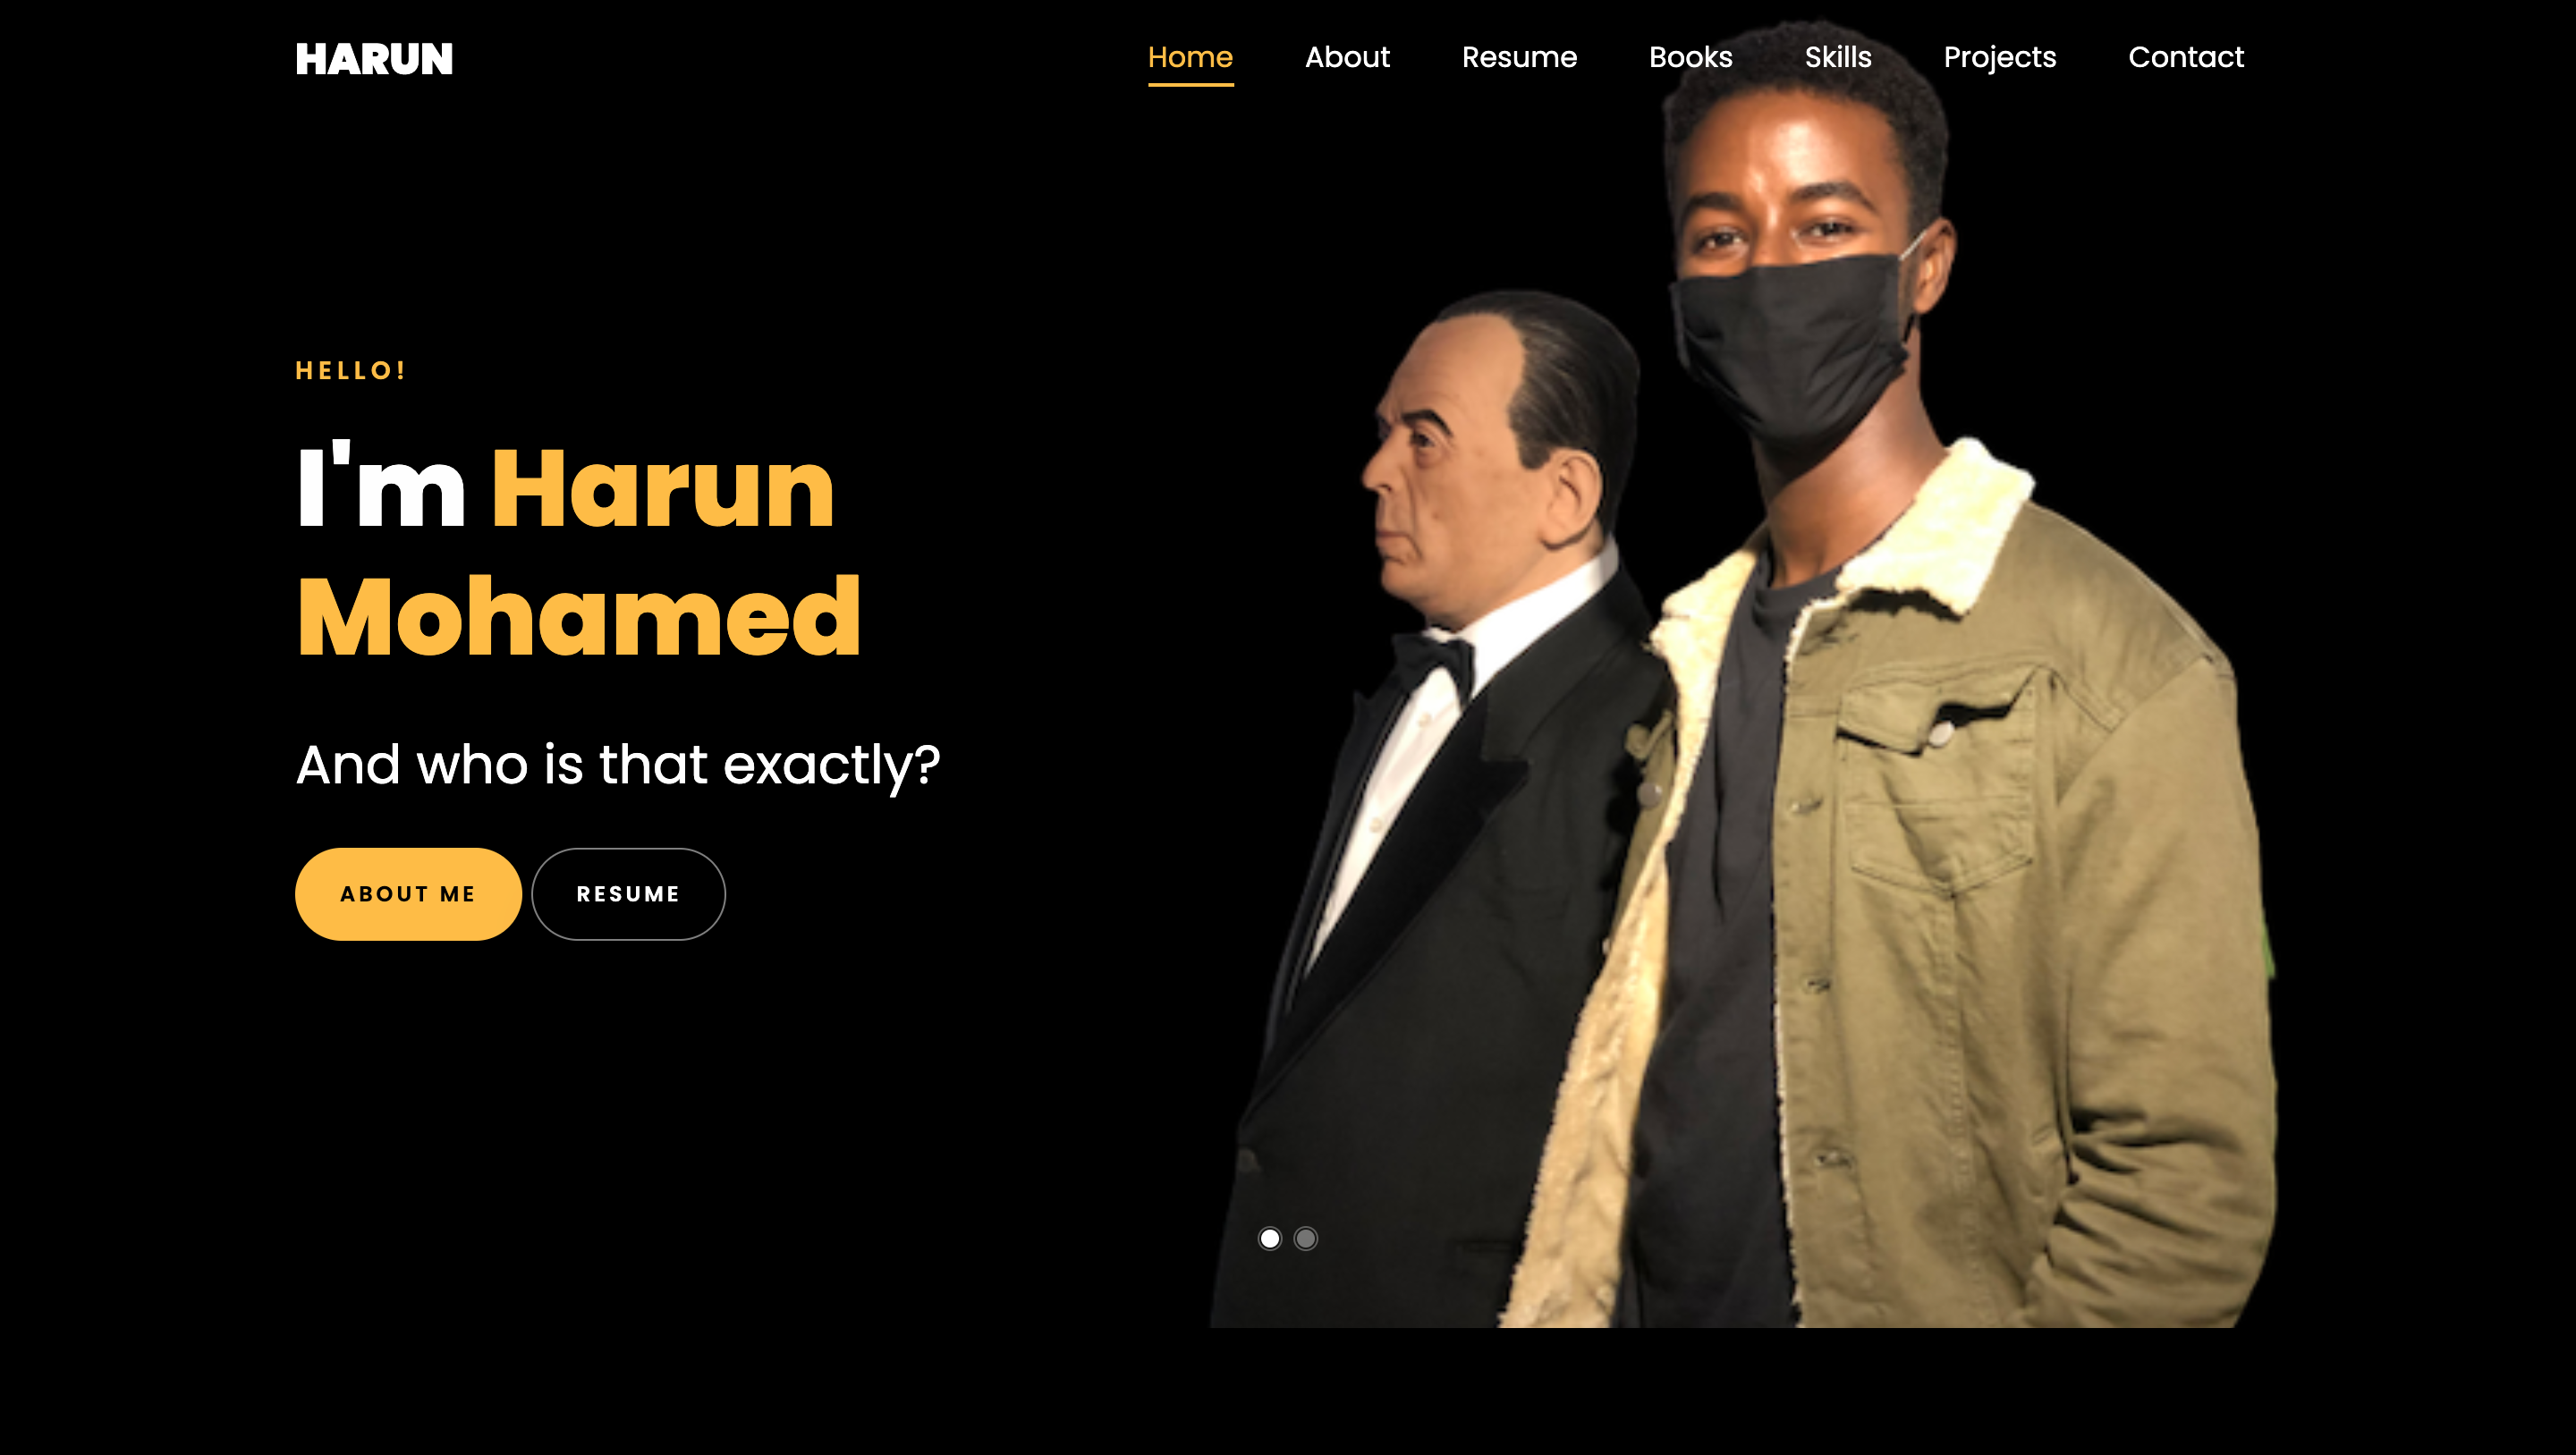 HARUN
Home About Resume Books Skills Projects Contact
HELLO!
I'm Harun
Mohamed
And who is that exactly?
ABOUT ME RESUME